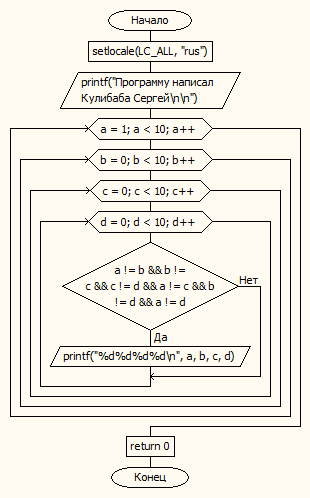 Начало
setlocale(LC_ALL, "rus")
printf("Программу написал
Кулибаба Сергей\n\n")
a = 1; a < 10; a++
b = 0; b < 10; b++
c = 0; c < 10; c++
d = 0; d < 10; d++
a != b && b !=
c && c != d && a != c && b
!= d && a != d
Нет
Да
printf("%d%d%d%d\n", a, b, c, d)
return 0
Конец